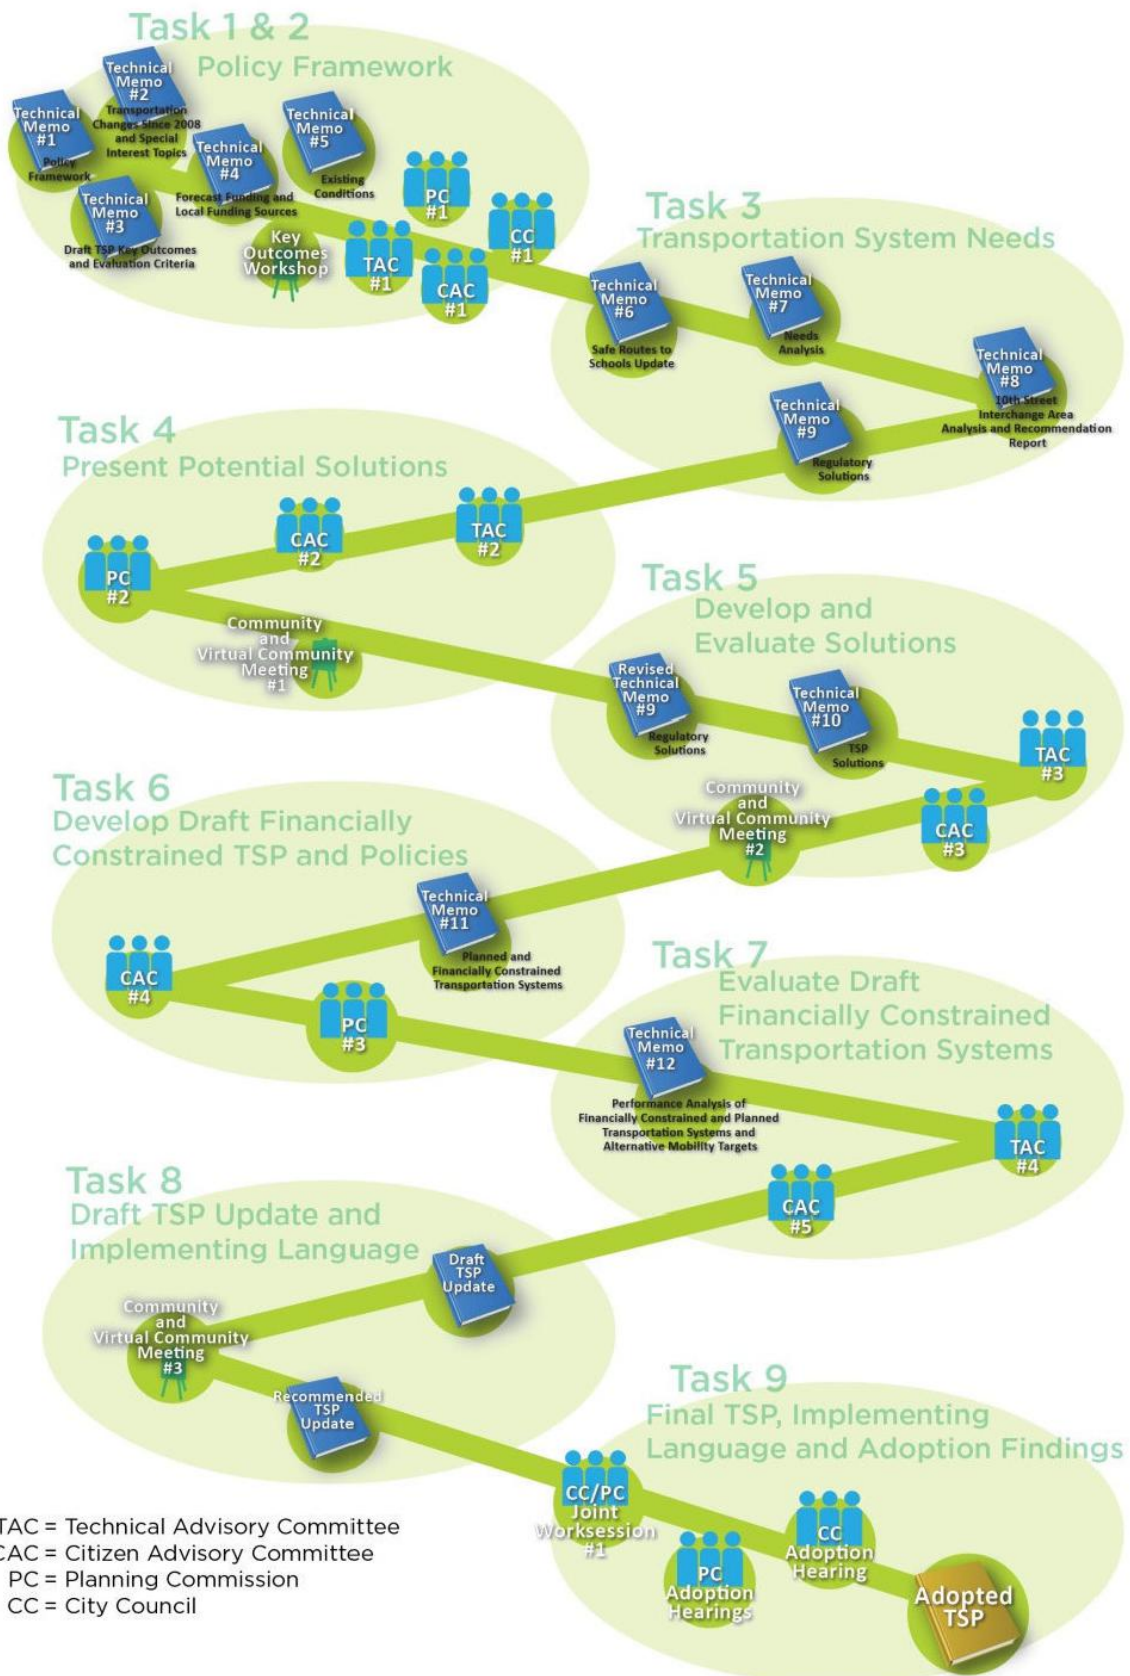 Task 1 & 2
Policy Framework
Technical
Memo
#1
Policy
Framework
Technical
Memo
#2
Transportation
Changes Since 2008
and Special
Interest Topics
Technical
Memo
#3
Draft TSP Key Outcomes
and Evaluation Criteria
Technical
Memo
#4
Forecast Funding and
Local Funding Sources
Technical
Memo
#5
Existing
Conditions
Key
Outcomes
Workshop
TAC
#1
PC
#1
CAC
#1
CC
#1
Task 3
Transportation System Needs
Technical
Memo
#6
Safe Routes to
Schools Update
Technical
Memo
#7
Needs
Analysis
Technical
Memo
#8
10th Street
Interchange Area
Analysis and Recommendation
Report
Technical
Memo
#9
Regulatory
Solutions
Task 4
Present Potential Solutions
TAC
#2
CAC
#2
PC
#2
Community
and
Virtual Community
Meeting
#1
Task 5
Develop and
Evaluate Solutions
Revised
Technical
Memo
#9
Regulatory
Solutions
Technical
Memo
#10
TSP
Solutions
TAC
#3
CAC
#3
Community
and
Virtual Community
Meeting
#2
Task 6
Develop Draft Financially
Constrained TSP and Policies
Technical
Memo
#11
Planned and
Financially Constrained
Transportation Systems
CAC
#4
PC
#3
Task 7
Evaluate Draft
Financially Constrained
Transportation Systems
Technical
Memo
#12
Performance Analysis of
Financially Constrained and Planned
Transportation Systems and
Alternative Mobility Targets
TAC
#4
CAC
#5
Task 8
Draft TSP Update and
Implementing Language
Draft
TSP
Update
Community
and
Virtual Community
Meeting
#3
Recommended
TSP
Update
Task 9
Final TSP, Implementing
Language and Adoption Findings
CC/PC
Joint
Worksession
#1
PC
Adoption
Hearings
CC
Adoption
Hearing
Adopted
TSP
TAC = Technical Advisory Committee
CAC = Citizen Advisory Committee
PC = Planning Commission
CC = City Council